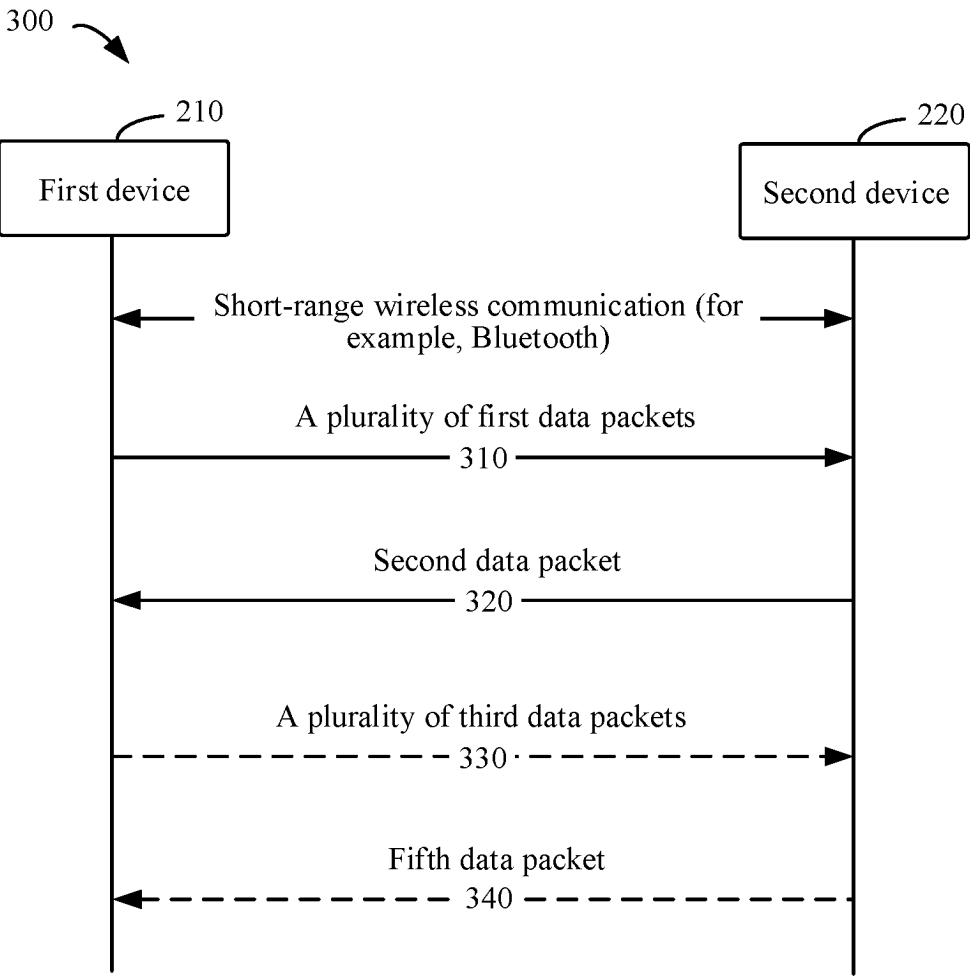 300
210
220
First device
Second device
Short-range wireless communication (for
example, Bluetooth)
A plurality of first data packets
310
Second data packet
320
A plurality of third data packets
330
Fifth data packet
340